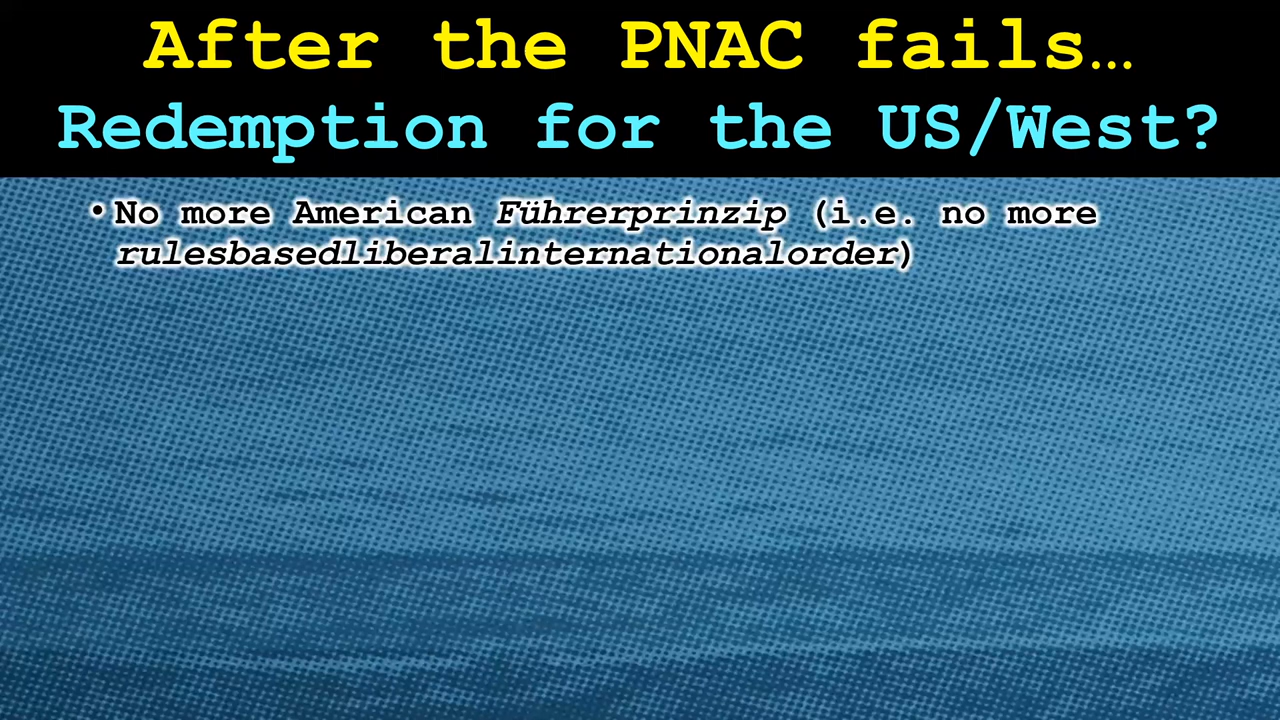 After the PNAC fails…
Redemption for the US/West?
•No more American Führerprinzip (i.e. no more
rulesbasedliberalinternationalorder)